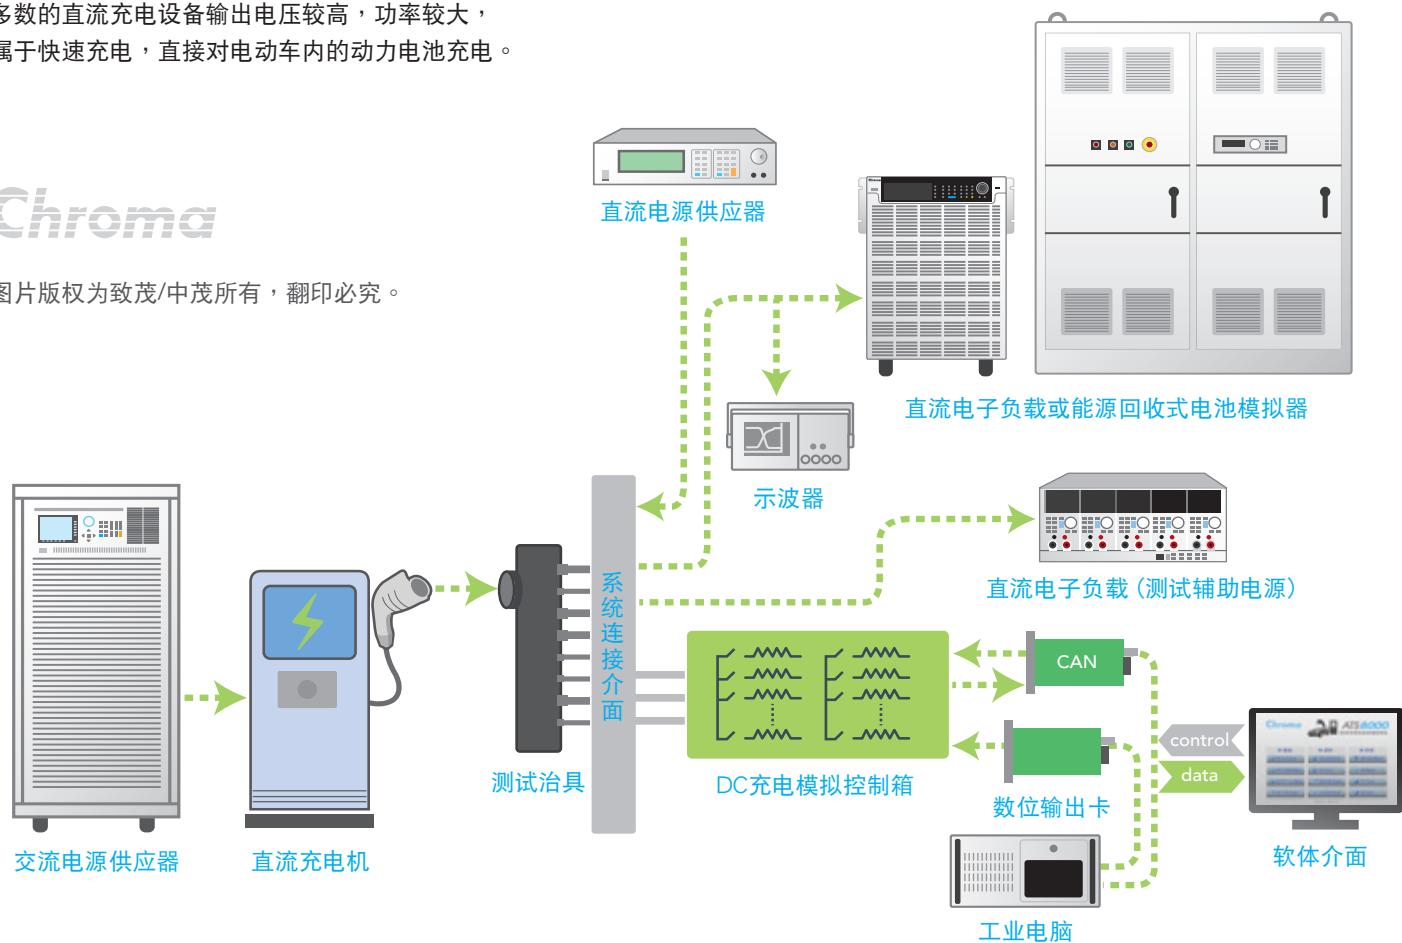 多数的直流充电设备输出电压较高，功率较大，
属于快速充电，直接对电动车内的动力电池充电。
Chroma
图片版权为致茂/中茂所有，翻印必究。
直流电源供应器
直流电子负载或能源回收式电池模拟器
示波器
直流电子负载（测试辅助电源）
系统连接介面
CAN
control
data
Chroma ATS 8000
测试治具
DC充电模拟控制箱
数位输出卡
交流电源供应器
直流充电机
软体介面
工业电脑